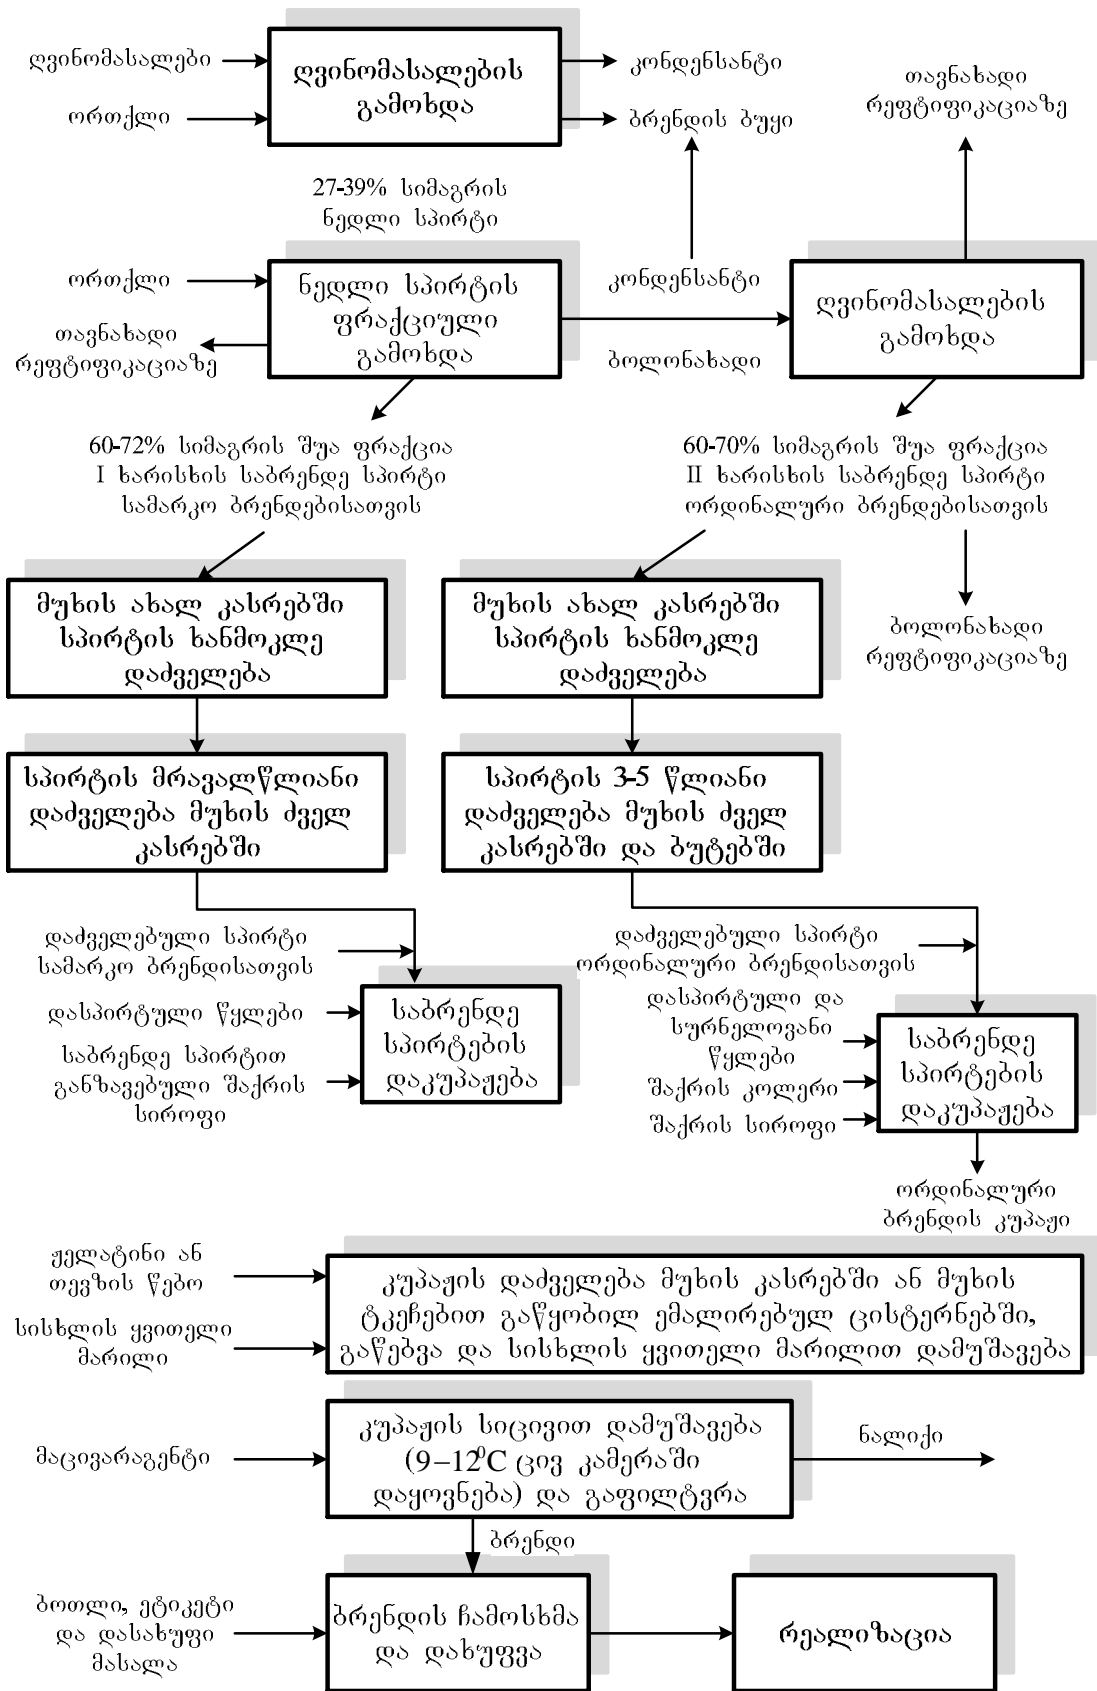 ღვინომასალები
ორთქლი
ღვინომასალების
გამოხდა
კონდენსანტი
ბრენდის ბუყი
თავნახადი
რეფტიფიკაციაზე
27-39% სიმაგრის
ნედლი სპირტი
ორთქლი
თავნახადი
რეფტიფიკაციაზე
ნედლი სპირტის
ფრაქციული
გამოხდა
კონდენსანტი
ბოლონახადი
ღვინომასალების
გამოხდა
60-72% სიმაგრის შუა ფრაქცია
I ხარისხის საბრენდე სპირტი
სამარკო ბრენდებისათვის
60-70% სიმაგრის შუა ფრაქცია
II ხარისხის საბრენდე სპირტი
ორდინალური ბრენდებისათვის
მუხის ახალ კასრებში
სპირტის ხანმოკლე
დაძველება
მუხის ახალ კასრებში
სპირტის ხანმოკლე
დაძველება
ბოლონახადი
რეფტიფიკაციაზე
სპირტის მრავალწლიანი
დაძველება მუხის ძველ
კასრებში
სპირტის 3-5 წლიანი
დაძველება მუხის ძველ
კასრებში და ბუტებში
დაძველებული სპირტი
სამარკო ბრენდისათვის
დასპირტული წყლები
საბრენდე სპირტით
განზავებული შაქრის
სიროფი
საბრენდე
სპირტების
დაკუპაჟება
დაძველებული სპირტი
ორდინალური ბრენდისათვის
დასპირტული და
სურნელოვანი
წყლები
შაქრის კოლერი
შაქრის სიროფი
საბრენდე
სპირტების
დაკუპაჟება
ორდინალური
ბრენდის კუპაჟი
ჟელატინი ან
თევზის წებო
სისხლის ყვითელი
მარილი
კუპაჟის დაძველება მუხის კასრებში ან მუხის
ტკეჩებით გაწყობილ ემალირებულ ცისტერნებში,
გაწებვა და სისხლის ყვითელი მარილით დამუშავება
მაცივარაგენტი
კუპაჟის სიცივით დამუშავება
(9–12⁰C ცივ კამერაში
დაყოვნება) და გაფილტვრა
ნალიქი
ბრენდი
ბოთლი, ეტიკეტი
და დასახუფი
მასალა
ბრენდის ჩამოსხმა
და დახუფვა
რეალიზაცია